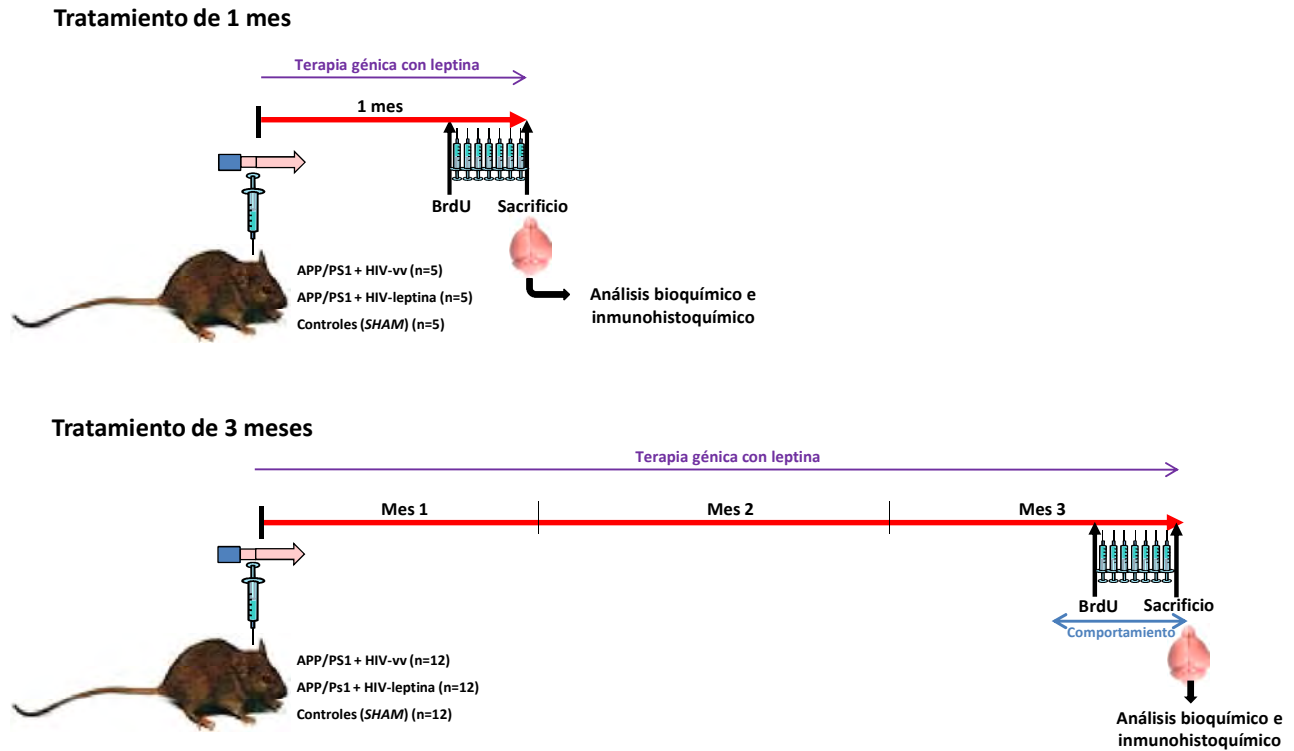 Tratamiento de 1 mes
Terapia génica con leptina
1 mes
BrdU Sacrificio
APP/PS1 + HIV-vv (n=5)
APP/PS1 + HIV-leptina (n=5)
Controles (SHAM) (n=5)
Análisis bioquímico e
inmunohistoquímico
Tratamiento de 3 meses
Terapia génica con leptina
Mes 1 Mes 2 Mes 3
BrdU Sacrificio
Comportamiento
APP/PS1 + HIV-vv (n=12)
APP/Ps1 + HIV-leptina (n=12)
Controles (SHAM) (n=12)
Análisis bioquímico e
inmunohistoquímico